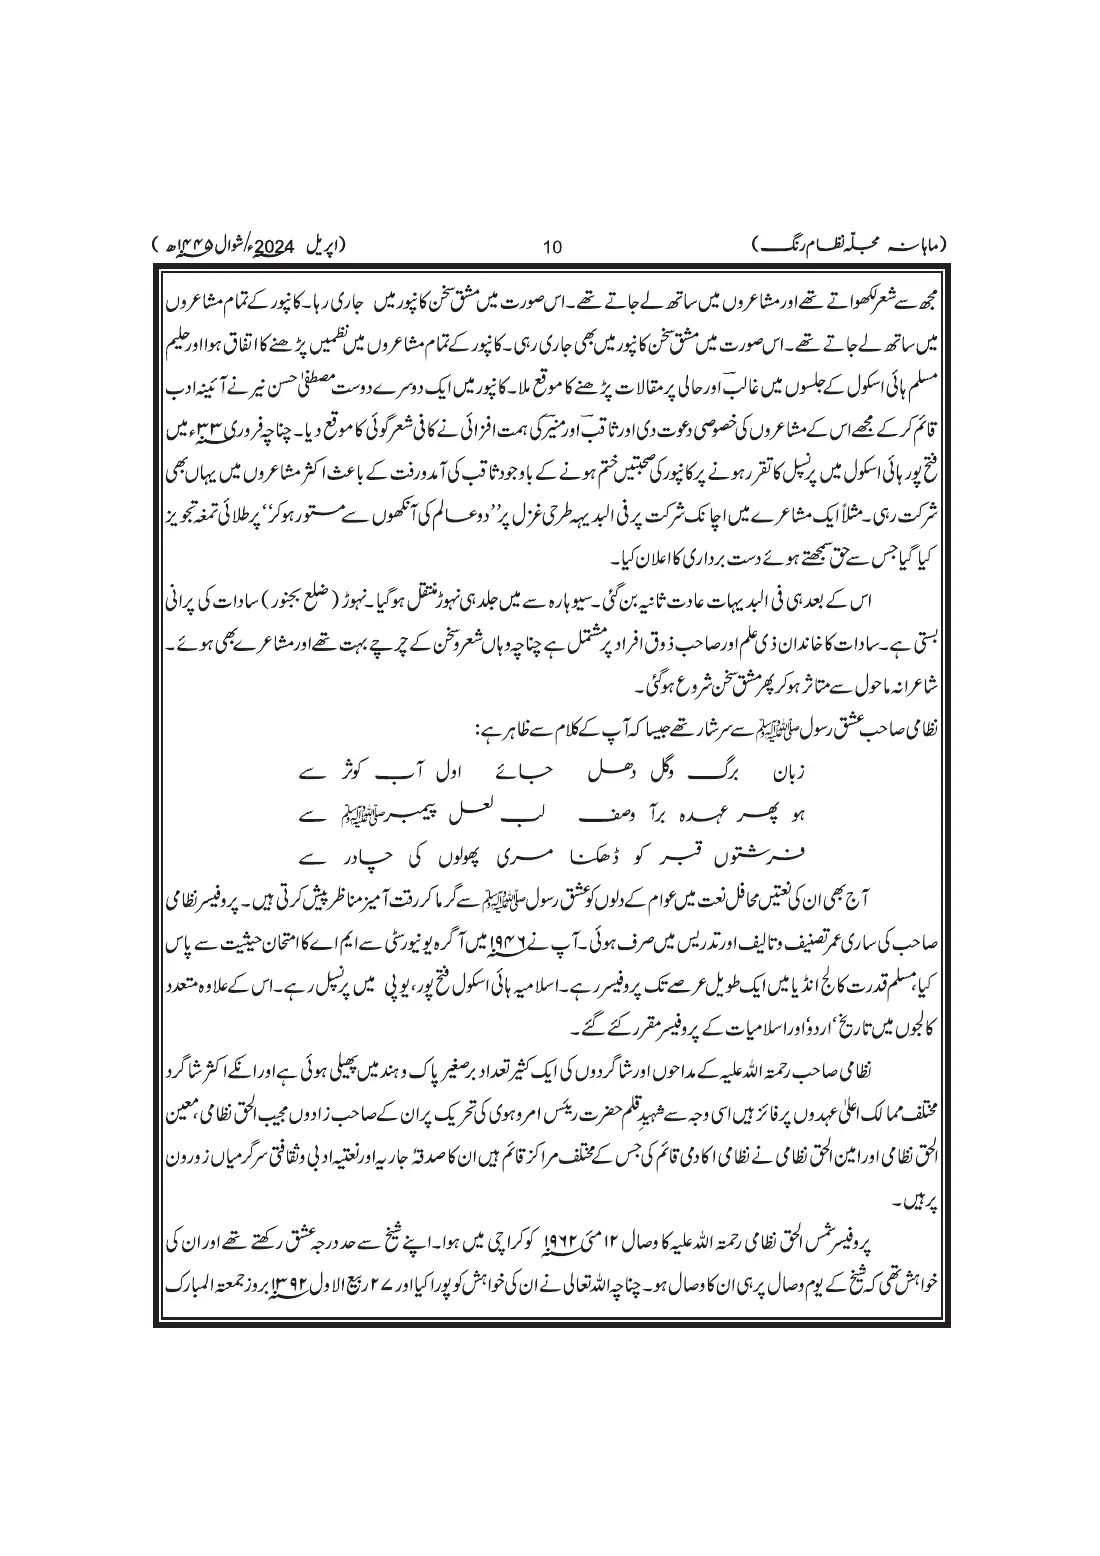 (ماہانہ مجلّہ نظام رنگ)
10
(اپریل 2024ء/شوال ۱۴۴۵ھ)
مجھ سے شعر لکھواتے تھے اور مشاعروں میں ساتھ لے جاتے تھے۔ اس صورت میں مشق سخن کانپور میں جاری رہا۔ کانپور کے تمام مشاعروں
میں ساتھ لے جاتے تھے۔ اس صورت میں مشق سخن کانپور میں بھی جاری رہی۔ کانپور کے تمام مشاعروں میں نظمیں پڑھنے کا اتفاق ہوا اور حلیم
مسلم ہائی اسکول کے جلسوں میں غالبؔ اور حالی پر مقالات پڑھنے کا موقع ملا۔ کانپور میں ایک دوسرے دوست مصطفیٰ حسن نیر نے آئینہ ادب
قائم کر کے مجھے اس کے مشاعروں کی خصوصی دعوت دی اور ثاقبؔ اور منیرؔ کی ہمت افزائی نے کافی شعر گوئی کا موقع دیا۔ چناچہ فروری ۳۳ء میں
فتح پور ہائی اسکول میں پرنسپل کا تقرر ہونے پر کانپور کی صحبتیں ختم ہونے کے باوجود ثاقب کی آمد ورفت کے باعث اکثر مشاعروں میں یہاں بھی
شرکت رہی۔ مثلاً ایک مشاعرے میں اچانک شرکت پر فی البدیہہ طرحی غزل پر ’’دو عالم کی آنکھوں سے مستور ہو کر‘‘ پر طلائی تمغہ تجویز
کیا گیا جس سے حق سمجھتے ہوئے دست برداری کا اعلان کیا۔
اس کے بعد ہی فی البدیہات عادت ثانیہ بن گئی۔ سیوہارہ سے میں جلد ہی نہوڑ منتقل ہو گیا۔ نہوڑ (ضلع بجنور) سادات کی پرانی
بستی ہے۔ سادات کا خاندان ذی علم اور صاحب ذوق افراد پر مشتمل ہے چناچہ وہاں شعر و سخن کے چرچے بہت تھے اور مشاعرے بھی ہوئے۔
شاعرانہ ماحول سے متاثر ہو کر پھر مشق سخن شروع ہو گئی۔
نظامی صاحب عشق رسول ﷺ سے سرشار تھے جیسا کہ آپ کے کلام سے ظاہر ہے:
زبان برگ وگل دھل جائے اول آب کوثر سے
ہو پھر عہدہ برآ وصف لب لعل پیمبر ﷺ سے
فرشتوں قبر کو ڈھکنا مری پھولوں کی چادر سے
آج بھی ان کی نعتیں محافل نعت میں عوام کے دلوں کو عشق رسول ﷺ سے گرما کر رقت آمیز مناظر پیش کرتی ہیں۔ پروفیسر نظامی
صاحب کی ساری عمر تصنیف و تالیف اور تدریس میں صرف ہوئی۔ آپ نے ۱۹۴۶ میں آگرہ یونیورسٹی سے ایم اے کا امتحان حیثیت سے پاس
کیا، مسلم قدرت کالج انڈیا میں ایک طویل عرصے تک پروفیسر رہے۔ اسلامیہ ہائی اسکول فتح پور، یوپی میں پرنسپل رہے۔ اس کے علاوہ متعدد
کالجوں میں تاریخ ’اردو‘ اور اسلامیات کے پروفیسر مقرر کئے گئے۔
نظامی صاحب رحمتہ اللہ علیہ کے مداحوں اور شاگردوں کی ایک کثیر تعداد برصغیر پاک و ہند میں پھیلی ہوئی ہے اور انکے اکثر شاگرد
مختلف ممالک اعلیٰ عہدوں پر فائز ہیں اسی وجہ سے شہیدِ قلم حضرت رئیس امروہوی کی تحریک پر ان کے صاحب زادوں مجیب الحق نظامی، معین
الحق نظامی اور امین الحق نظامی نے نظامی اکادمی قائم کی جس کے مختلف مراکز قائم ہیں ان کا صدقۂ جاریہ اور نعتیہ ادبی و ثقافتی سرگرمیاں زورون
پر ہیں۔
پروفیسر شمس الحق نظامی رحمتہ اللہ علیہ کا وصال ۱۲ مئی ۱۹۶۲ کو کراچی میں ہوا۔ اپنے شیخ سے حد درجہ عشق رکھتے تھے اور ان کی
خواہش تھی کہ شیخ کے یوم وصال پر ہی ان کا وصال ہو۔ چناچہ اللہ تعالی نے ان کی خواہش کو پورا کیا اور ۲۷ ربیع الاول ۱۳۹۲ بروز جمعتہ المبارک